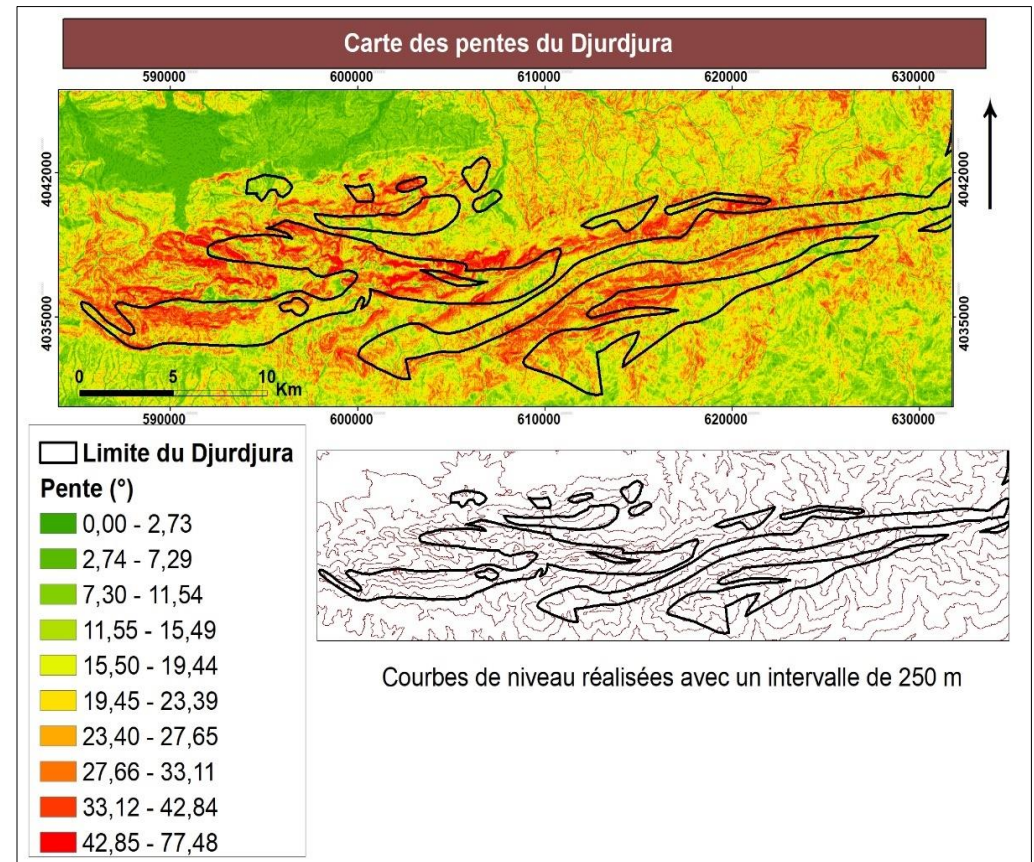 Carte des pentes du Djurdjura
590000 600000 610000 620000 630000
4042000 4042000
4035000 4035000
0 5 10 Km
590000 600000 610000 620000 630000
Limite du Djurdjura
Pente (°)
0,00 - 2,73
2,74 - 7,29
7,30 - 11,54
11,55 - 15,49
15,50 - 19,44
19,45 - 23,39
23,40 - 27,65
27,66 - 33,11
33,12 - 42,84
42,85 - 77,48
Courbes de niveau réalisées avec un intervalle de 250 m